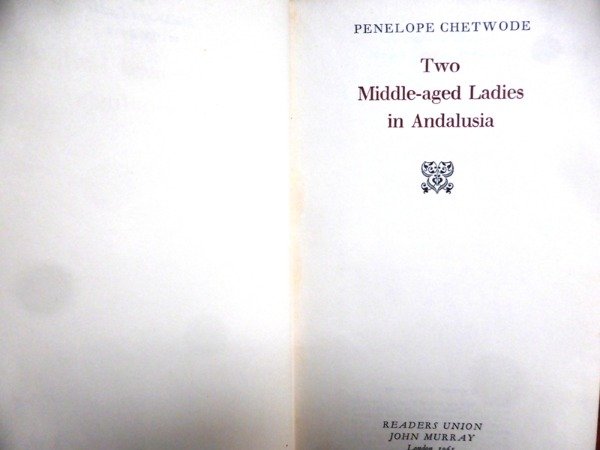 PENELOPE CHETWODE
Two
Middle-aged Ladies
in Andalusia
READERS UNION
JOHN MURRAY
London